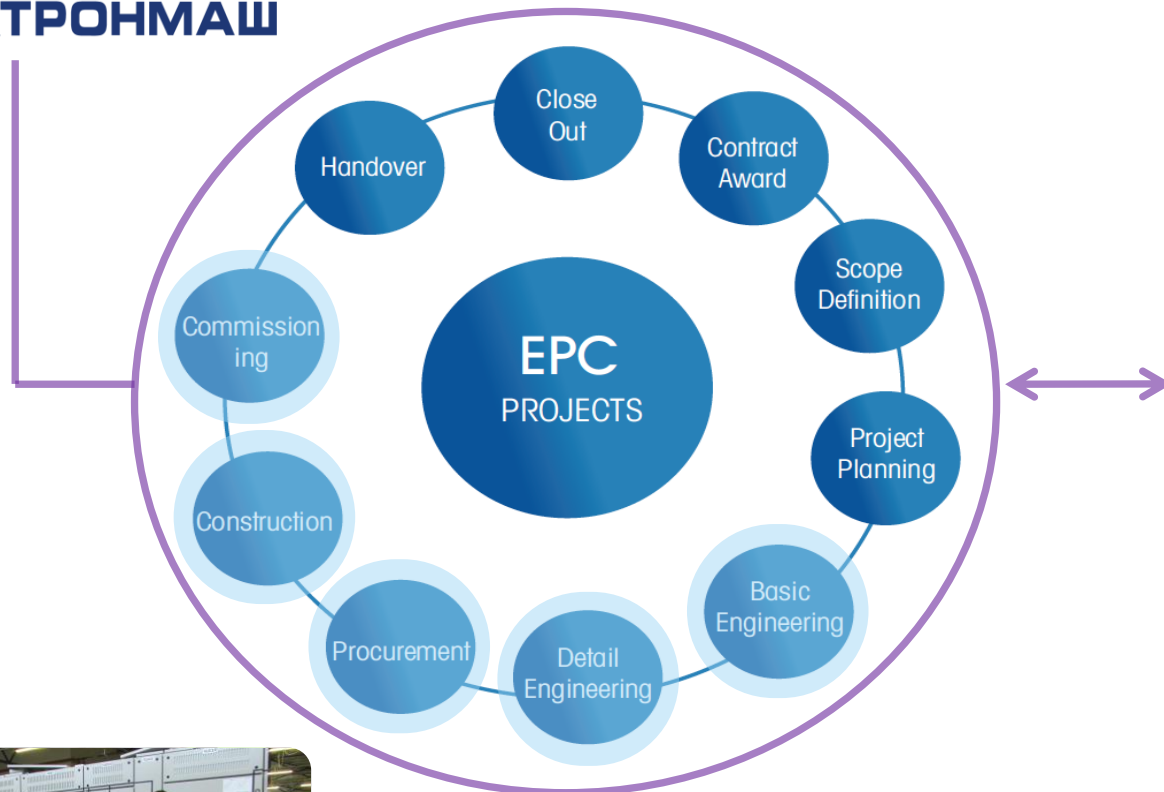 ТРОНМАШ
Close
Out
Contract
Award
Handover
Scope
Definition
Commission
ing
EPC
PROJECTS
Project
Planning
Construction
Basic
Engineering
Procurement
Detail
Engineering